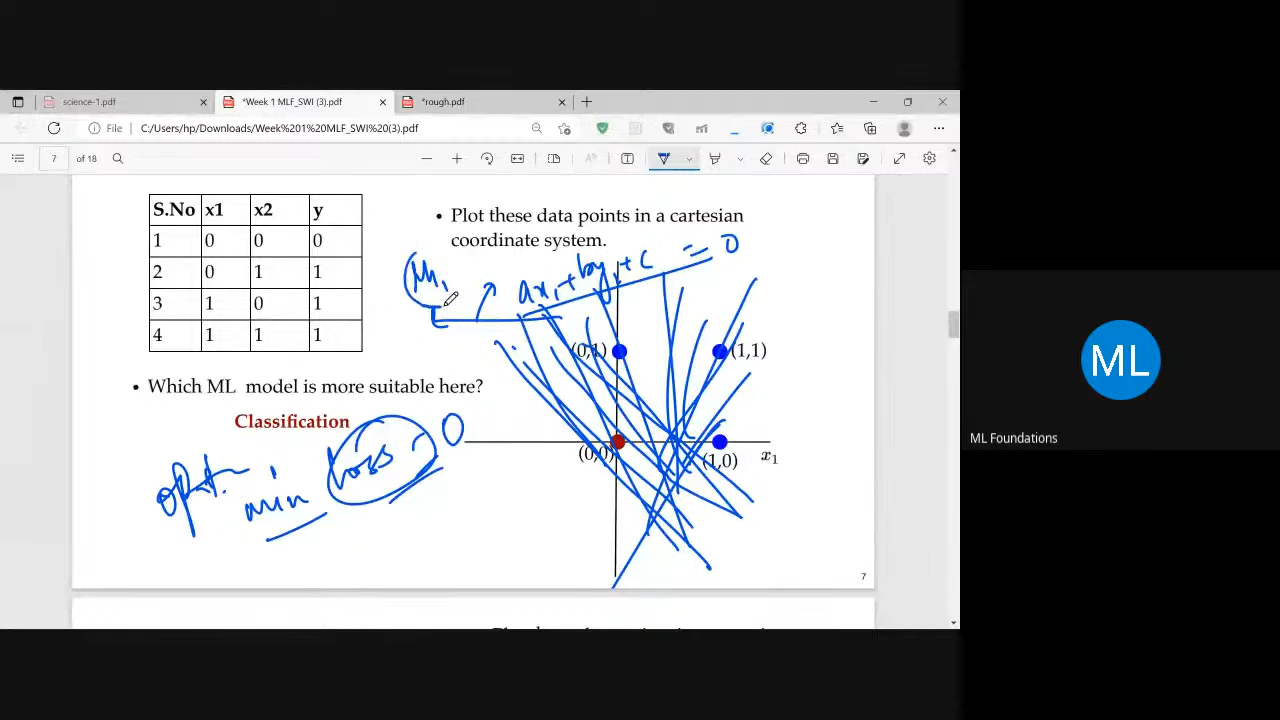 science-1.pdf
*Week 1 MLF_SWI (3).pdf
*rough.pdf
File
C:/Users/hp/Downloads/Week%201%20MLF_SWI%20(3).pdf
7 of 18
S.No x1 x2 y
1 0 0 0
2 0 1 1
3 1 0 1
4 1 1 1
• Plot these data points in a cartesian
coordinate system.
M1
ax1 + by1 + c = 0
(0,1)
(1,1)
• Which ML model is more suitable here?
Classification
min loss = 0
(0,0)
(1,0)
x1
7
ML
ML Foundations